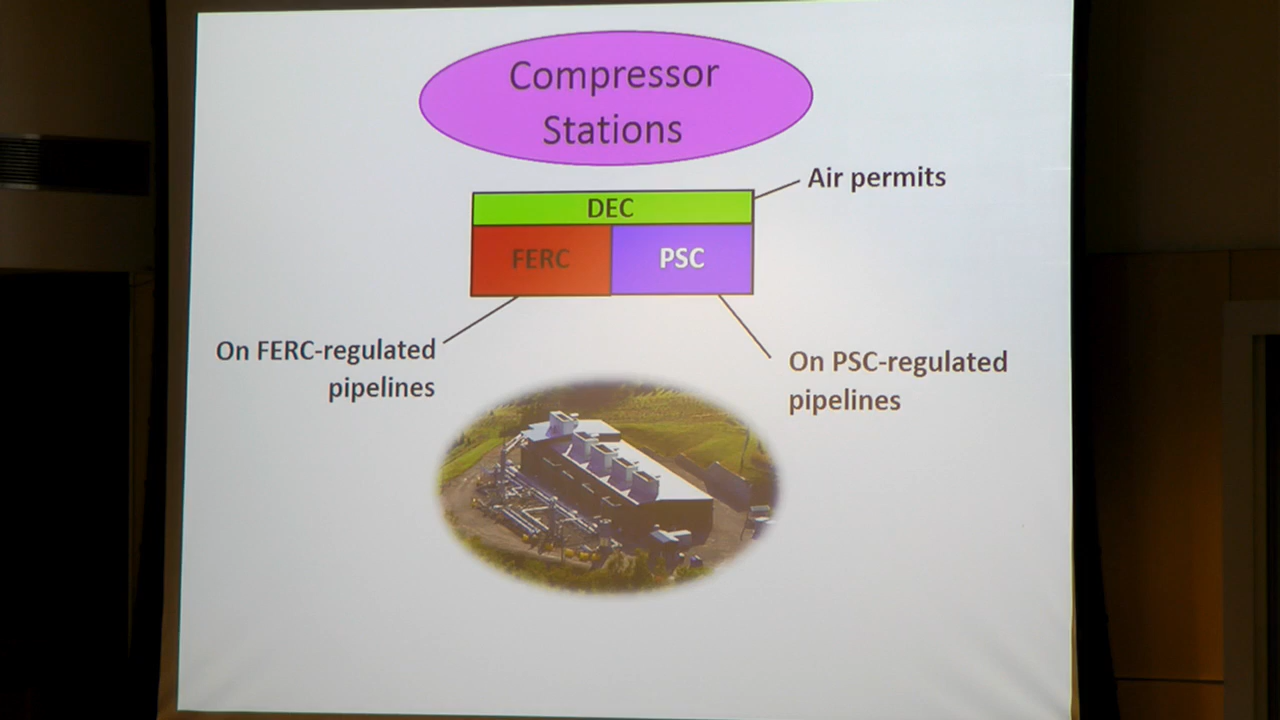 Compressor
Stations
Air permits
DEC
FERC
PSC
On FERC-regulated
pipelines
On PSC-regulated
pipelines